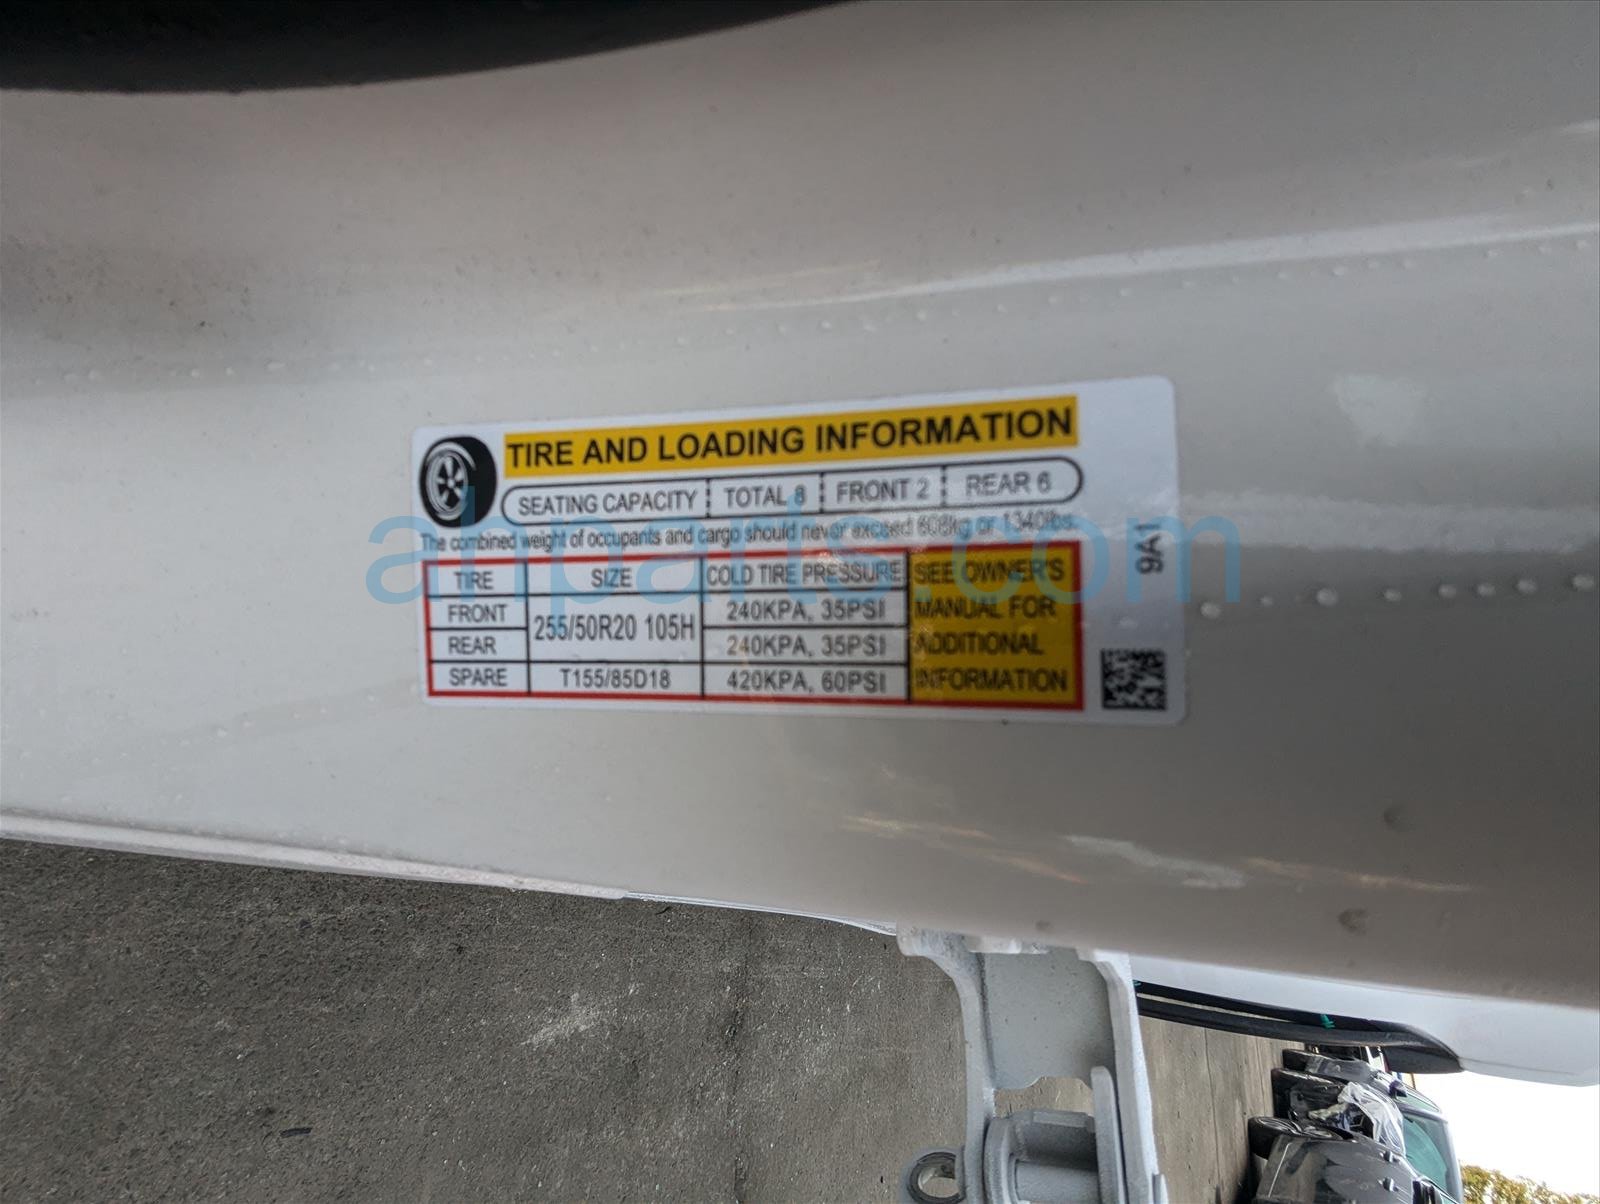 TIRE AND LOADING INFORMATION
SEATING CAPACITY TOTAL 8 FRONT 2 REAR 6
The combined weight of occupants and cargo should never exceed 608kg or 1340lbs.
TIRE SIZE COLD TIRE PRESSURE SEE OWNER'S
FRONT 255/50R20 105H 240KPA, 35PSI MANUAL FOR
REAR 240KPA, 35PSI ADDITIONAL
SPARE T155/85D18 420KPA, 60PSI INFORMATION
9A1
ahparts.com